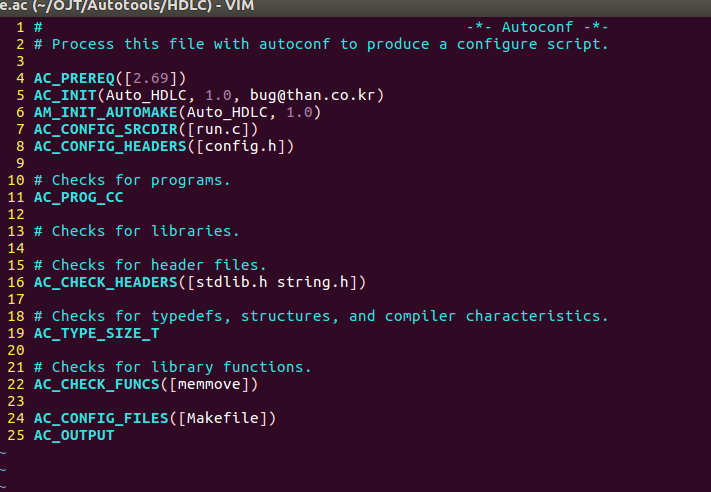 e.ac (~/OJT/Autotools/HDLC) - VIM
1 # -*- Autoconf -*-
2 # Process this file with autoconf to produce a configure script.
3
4 AC_PREREQ([2.69])
5 AC_INIT(Auto_HDLC, 1.0, bug@than.co.kr)
6 AM_INIT_AUTOMAKE(Auto_HDLC, 1.0)
7 AC_CONFIG_SRCDIR([run.c])
8 AC_CONFIG_HEADERS([config.h])
9
10 # Checks for programs.
11 AC_PROG_CC
12
13 # Checks for libraries.
14
15 # Checks for header files.
16 AC_CHECK_HEADERS([stdlib.h string.h])
17
18 # Checks for typedefs, structures, and compiler characteristics.
19 AC_TYPE_SIZE_T
20
21 # Checks for library functions.
22 AC_CHECK_FUNCS([memmove])
23
24 AC_CONFIG_FILES([Makefile])
25 AC_OUTPUT
~
~
~